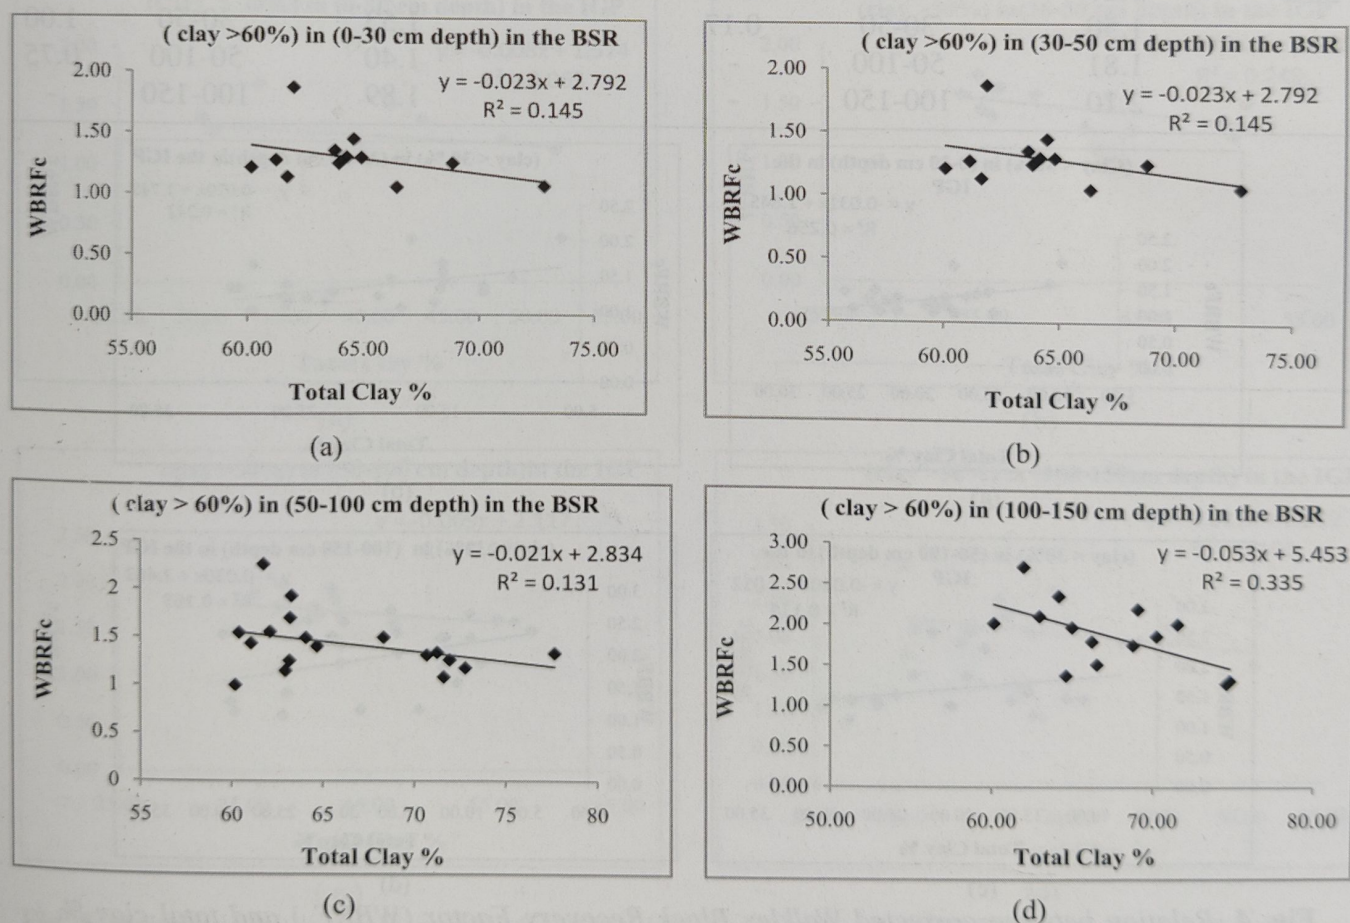 ( clay >60%) in (0-30 cm depth) in the BSR
y = -0.023x + 2.792
R² = 0.145
2.00
1.50
1.00
0.50
0.00
WBRFc
55.00 60.00 65.00 70.00 75.00
Total Clay %
(a)
( clay >60%) in (30-50 cm depth) in the BSR
y = -0.023x + 2.792
R² = 0.145
2.00
1.50
1.00
0.50
0.00
WBRFc
55.00 60.00 65.00 70.00 75.00
Total Clay %
(b)
( clay > 60%) in (50-100 cm depth) in the BSR
y = -0.021x + 2.834
R² = 0.131
2.5
2
1.5
1
0.5
0
WBRFc
55 60 65 70 75 80
Total Clay %
(c)
( clay > 60%) in (100-150 cm depth) in the BSR
y = -0.053x + 5.453
R² = 0.335
3.00
2.50
2.00
1.50
1.00
0.50
0.00
WBRFc
50.00 60.00 70.00 80.00
Total Clay %
(d)